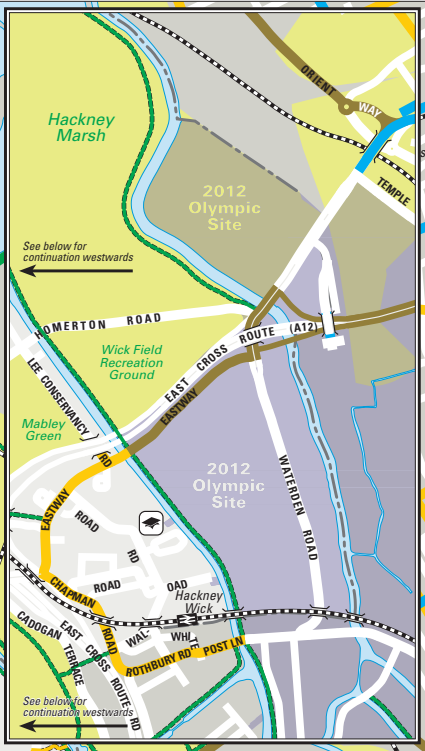 ORIENT WAY
Hackney
Marsh
TEMPLE
2012
Olympic
Site
See below for
continuation westwards
HOMERTON ROAD
EAST CROSS ROUTE (A12)
Wick Field
Recreation
Ground
LEE CONSERVANCY RD
EASTWAY
Mabley
Green
2012
Olympic
Site
WATERDEN ROAD
EASTWAY
ROAD
RD
ROAD
OAD
Hackney
Wick
CHAPMAN ROAD
WAL-
WHITE
POST LN
ROTHBURY RD
CADOGAN
TERRACE
EAST CROSS ROUTE RD
See below for
continuation westwards